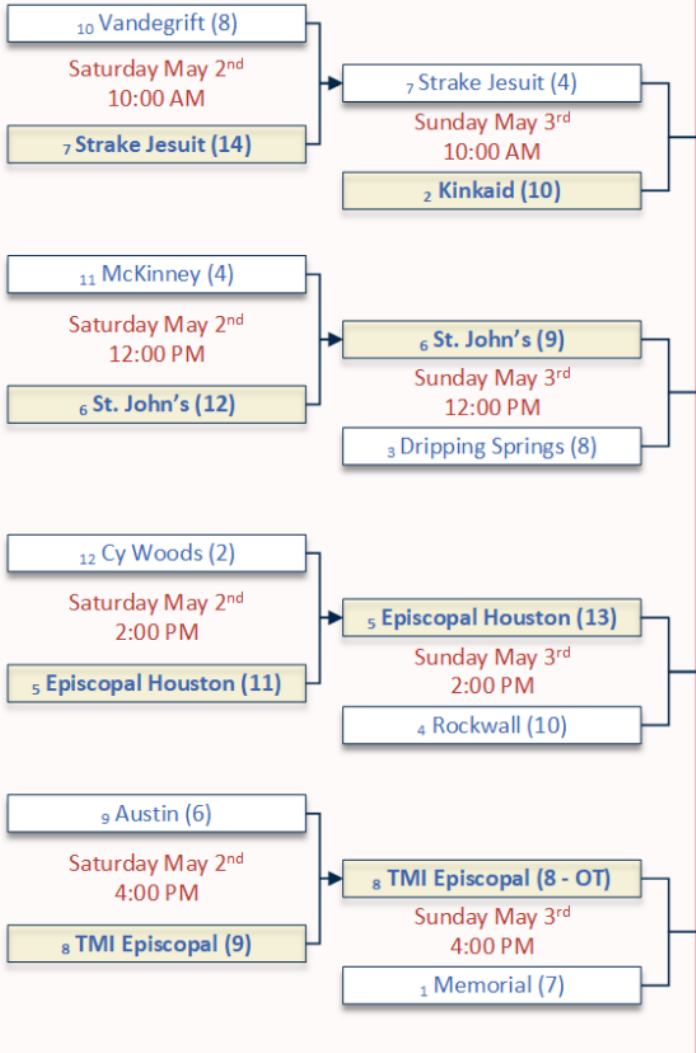 10 Vandegrift (8)
Saturday May 2nd
10:00 AM
7 Strake Jesuit (14)
7 Strake Jesuit (4)
Sunday May 3rd
10:00 AM
2 Kinkaid (10)
11 McKinney (4)
Saturday May 2nd
12:00 PM
6 St. John’s (12)
6 St. John’s (9)
Sunday May 3rd
12:00 PM
3 Dripping Springs (8)
12 Cy Woods (2)
Saturday May 2nd
2:00 PM
5 Episcopal Houston (11)
5 Episcopal Houston (13)
Sunday May 3rd
2:00 PM
4 Rockwall (10)
9 Austin (6)
Saturday May 2nd
4:00 PM
8 TMI Episcopal (9)
8 TMI Episcopal (8 - OT)
Sunday May 3rd
4:00 PM
1 Memorial (7)